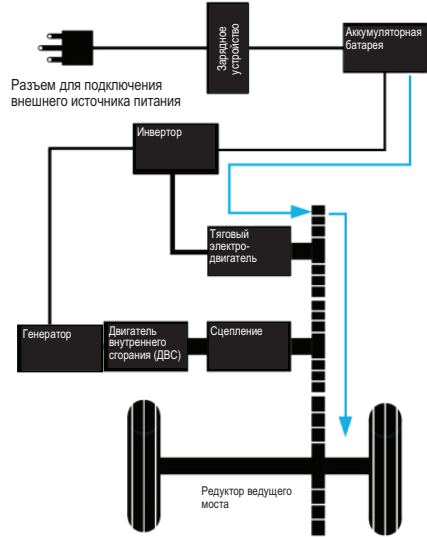 Зарядное
устройство
Аккумуляторная
батарея
Разъем для подключения
внешнего источника питания
Инвертор
Тяговый
электро-
двигатель
Генератор
Двигатель
внутреннего
сгорания (ДВС)
Сцепление
Редуктор ведущего
моста